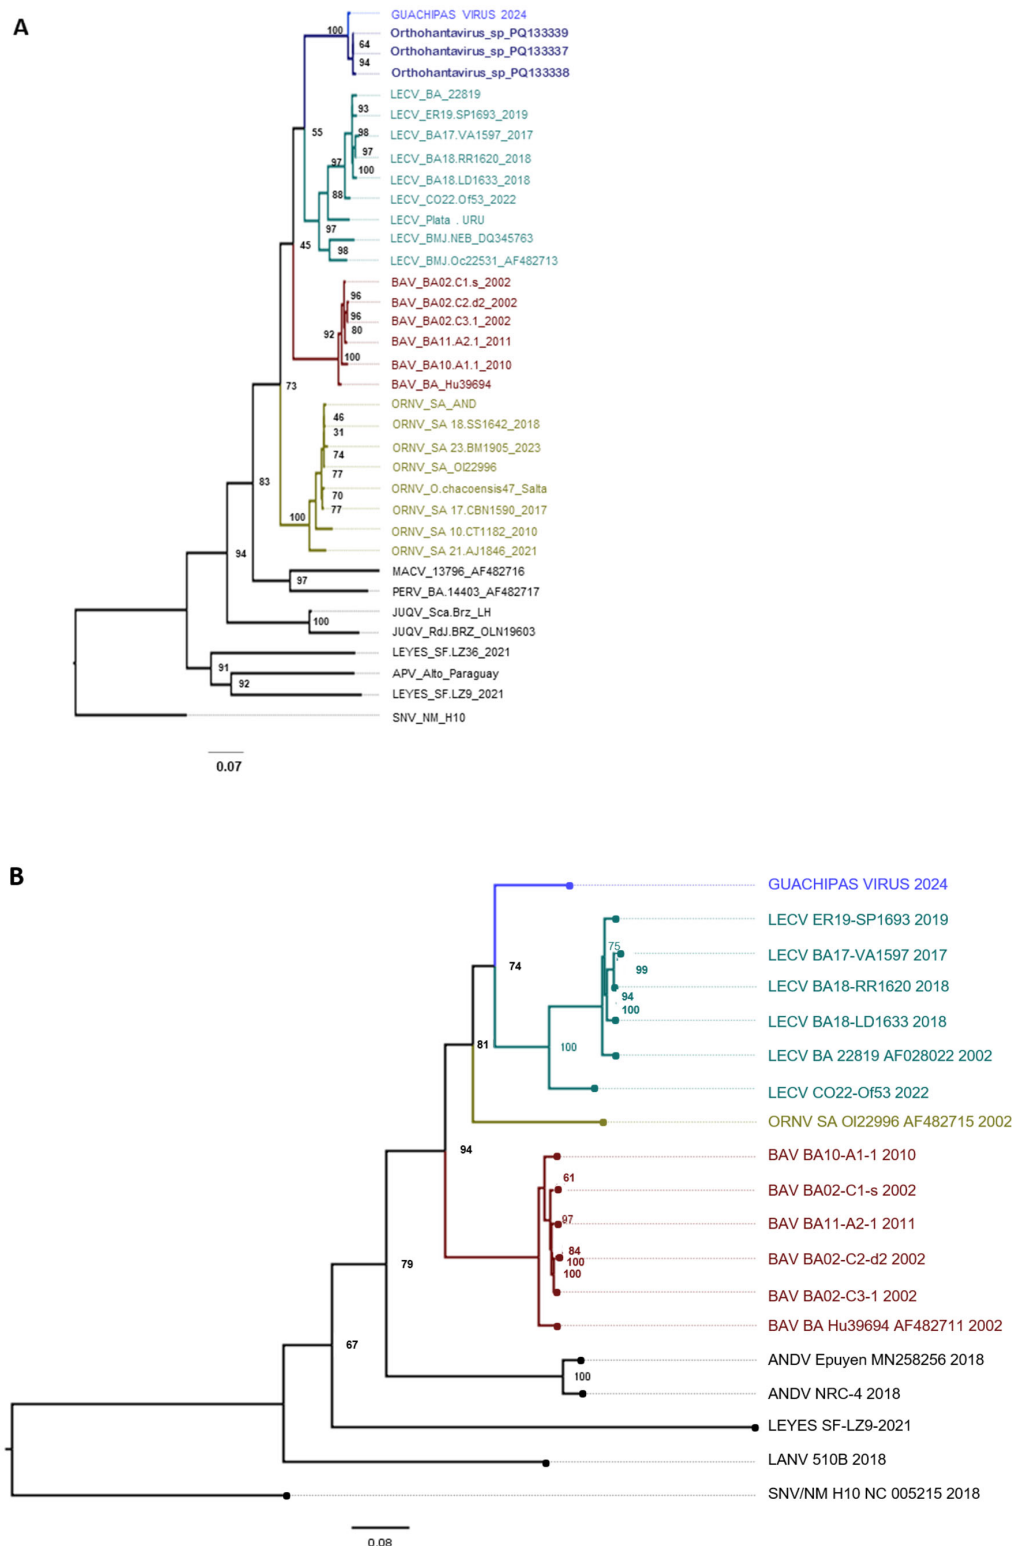 A
GUACHIPAS VIRUS 2024
100
Orthohantavirus_sp_PQ133339
64
Orthohantavirus_sp_PQ133337
94
Orthohantavirus_sp_PQ133338
LECV_BA_22819
93
LECV_ER19.SP1693_2019
55
98
LECV_BA17.VA1597_2017
97
LECV_BA18.RR1620_2018
97
100
LECV_BA18.LD1633_2018
88
LECV_CO22.Of53_2022
LECV_Plata . URU
97
LECV_BMJ.NEB_DQ345763
45
98
LECV_BMJ.Oc22531_AF482713
BAV_BA02.C1.s_2002
96
BAV_BA02.C2.d2_2002
96
BAV_BA02.C3.1_2002
80
92
BAV_BA11.A2.1_2011
100
BAV_BA10.A1.1_2010
73
BAV_BA_Hu39694
ORNV_SA_AND
46
ORNV_SA 18.SS1642_2018
31
ORNV_SA 23.BM1905_2023
74
ORNV_SA_OI22996
77
83
ORNV_O.chacoensis47_Salta
70
77
ORNV_SA 17.CBN1590_2017
100
ORNV_SA 10.CT1182_2010
94
ORNV_SA 21.AJ1846_2021
MACV_13796_AF482716
97
PERV_BA.14403_AF482717
JUQV_Sca.Brz_LH
100
JUQV_RdJ.BRZ_OLN19603
LEYES_SF.LZ36_2021
91
APV_Alto_Paraguay
92
LEYES_SF.LZ9_2021
SNV_NM_H10
0.07
B
GUACHIPAS VIRUS 2024
LECV ER19-SP1693 2019
75
LECV BA17-VA1597 2017
74
99
LECV BA18-RR1620 2018
94
100
LECV BA18-LD1633 2018
81
100
LECV BA 22819 AF028022 2002
LECV CO22-Of53 2022
ORNV SA OI22996 AF482715 2002
94
BAV BA10-A1-1 2010
61
BAV BA02-C1-s 2002
97
BAV BA11-A2-1 2011
84
BAV BA02-C2-d2 2002
100
79
100
BAV BA02-C3-1 2002
BAV BA Hu39694 AF482711 2002
67
ANDV Epuyen MN258256 2018
100
ANDV NRC-4 2018
LEYES SF-LZ9-2021
LANV 510B 2018
SNV/NM H10 NC 005215 2018
0.08